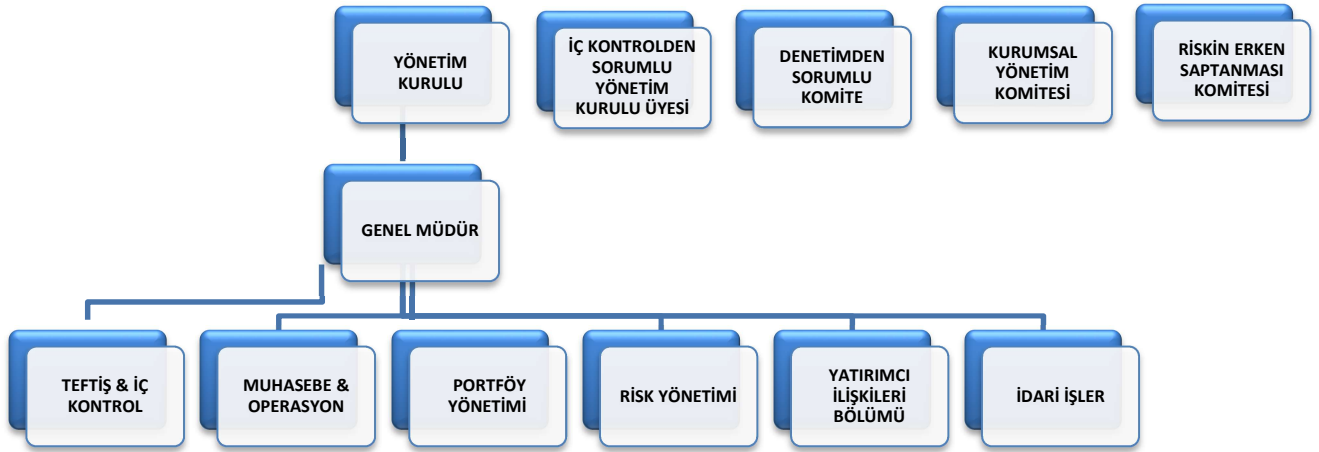 YÖNETİM
KURULU
İÇ KONTROLDEN
SORUMLU
YÖNETİM
KURULU ÜYESİ
DENETİMDEN
SORUMLU
KOMİTE
KURUMSAL
YÖNETİM
KOMİTESİ
RİSKİN ERKEN
SAPTANMASI
KOMİTESİ
GENEL MÜDÜR
TEFTİŞ & İÇ
KONTROL
MUHASEBE &
OPERASYON
PORTFÖY
YÖNETİMİ
RİSK YÖNETİMİ
YATIRIMCI
İLİŞKİLERİ
BÖLÜMÜ
İDARİ İŞLER